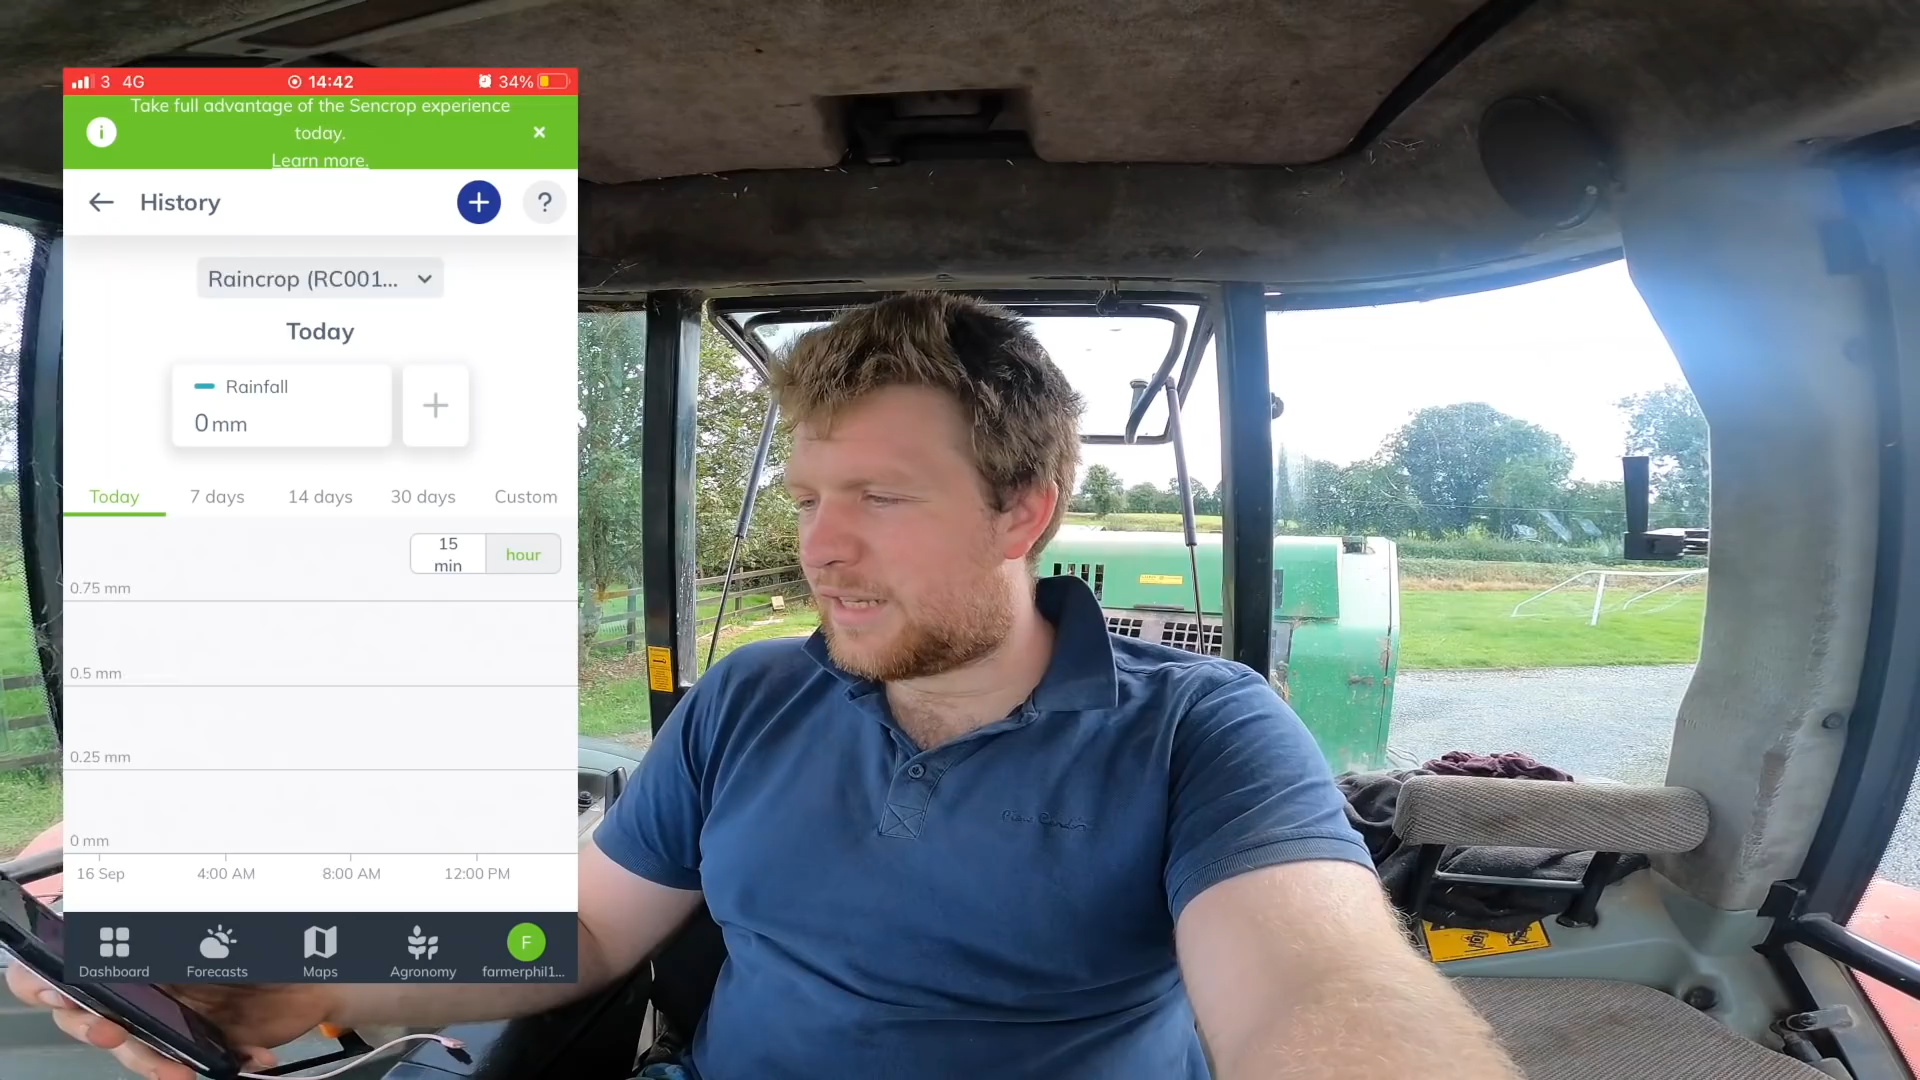 3 4G 14:42 34%
Take full advantage of the Sencrop experience
today.
Learn more.
History
?
Raincrop (RC001...
Today
Rainfall
0 mm
Today 7 days 14 days 30 days Custom
15
min
hour
0.75 mm
0.5 mm
0.25 mm
0 mm
16 Sep 4:00 AM 8:00 AM 12:00 PM
F
Dashboard Forecasts Maps Agronomy farmerphil1...